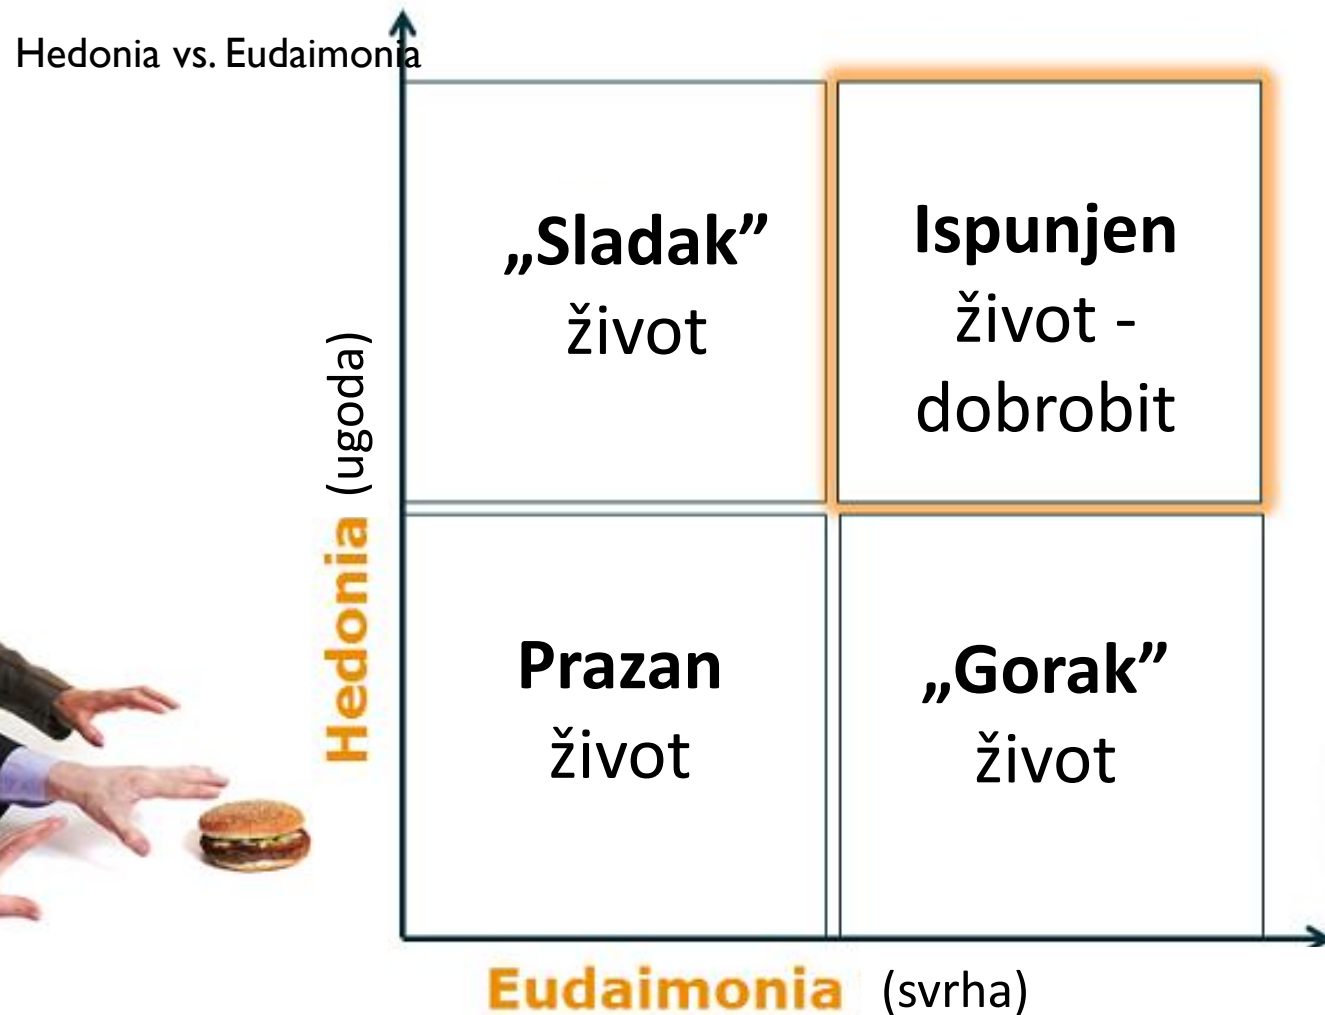 Hedonia vs. Eudaimonia
„Sladak”
život
Ispunjen
život -
dobrobit
Hedonia (ugoda)
Prazan
život
„Gorak”
život
Eudaimonia (svrha)